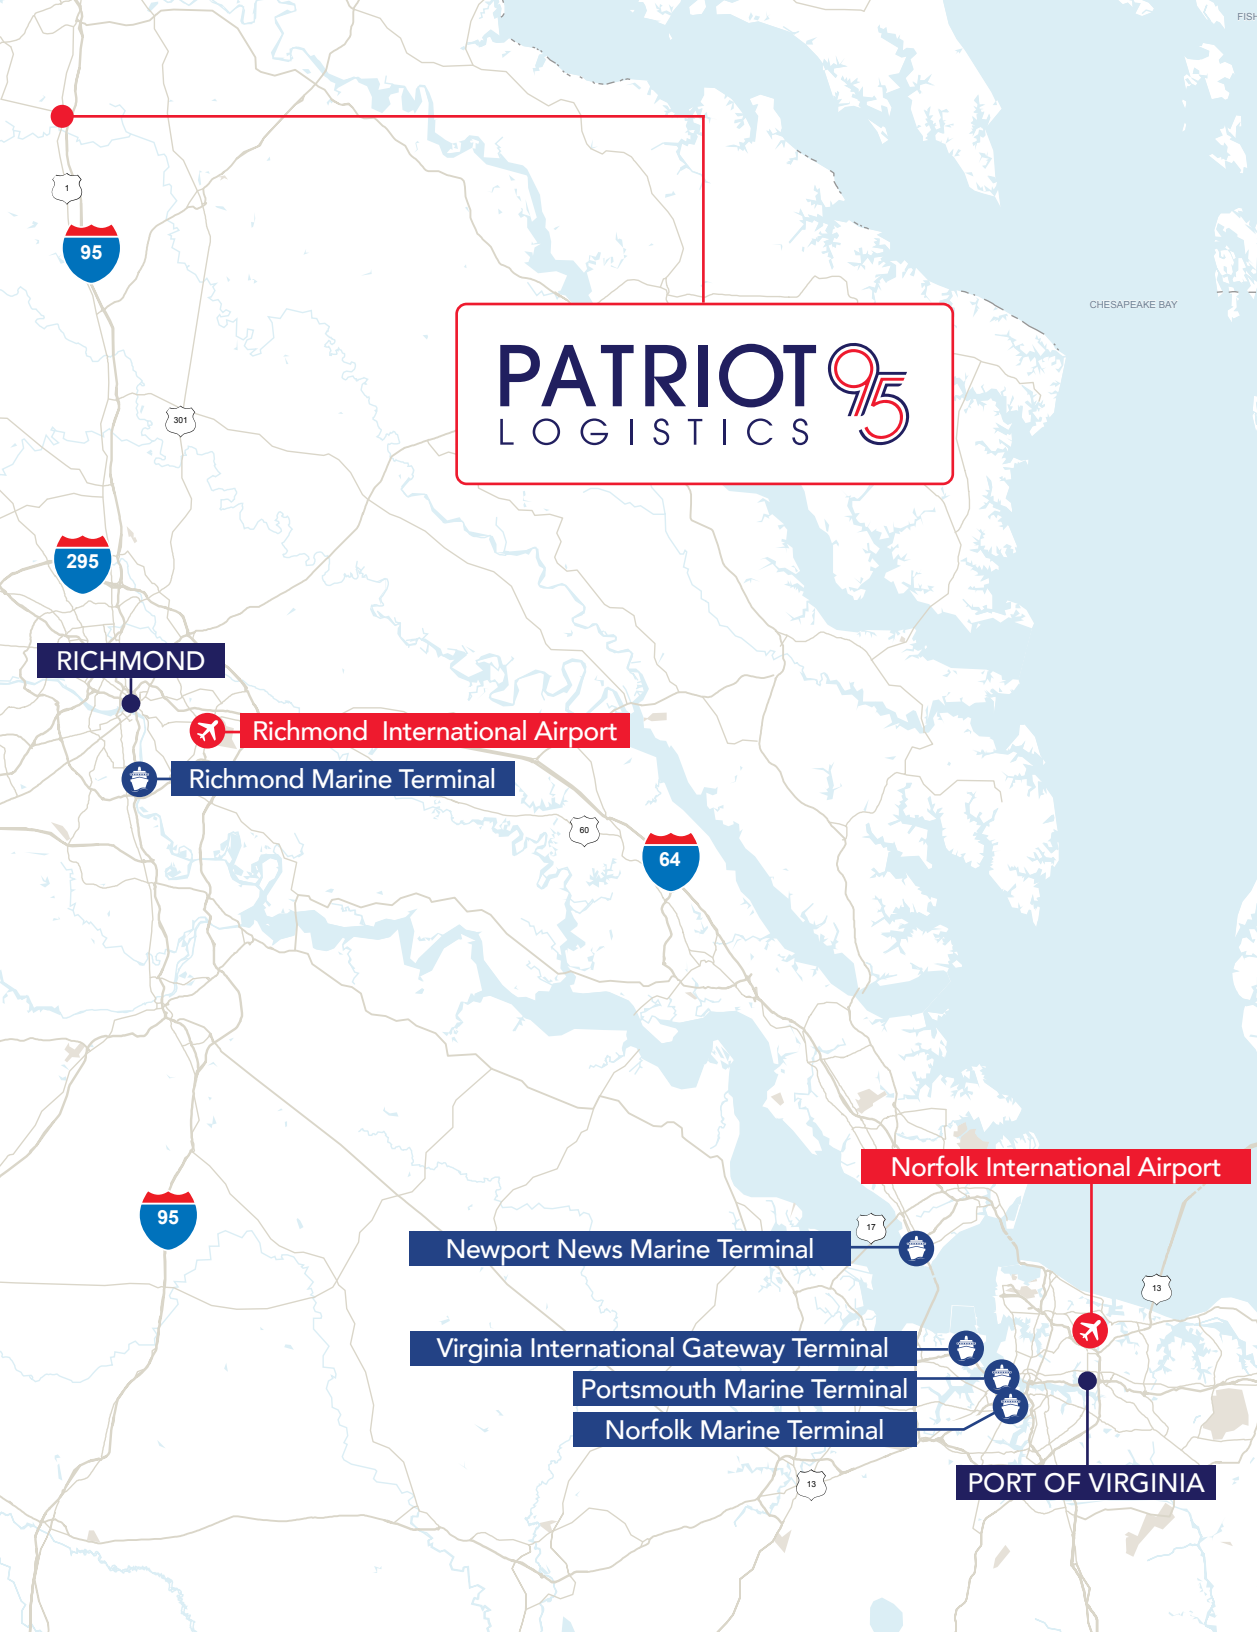 FISH
1
95
CHESAPEAKE BAY
PATRIOT 95
LOGISTICS
301
295
RICHMOND
Richmond International Airport
Richmond Marine Terminal
60
64
Norfolk International Airport
95
17
Newport News Marine Terminal
13
Virginia International Gateway Terminal
Portsmouth Marine Terminal
Norfolk Marine Terminal
13
PORT OF VIRGINIA